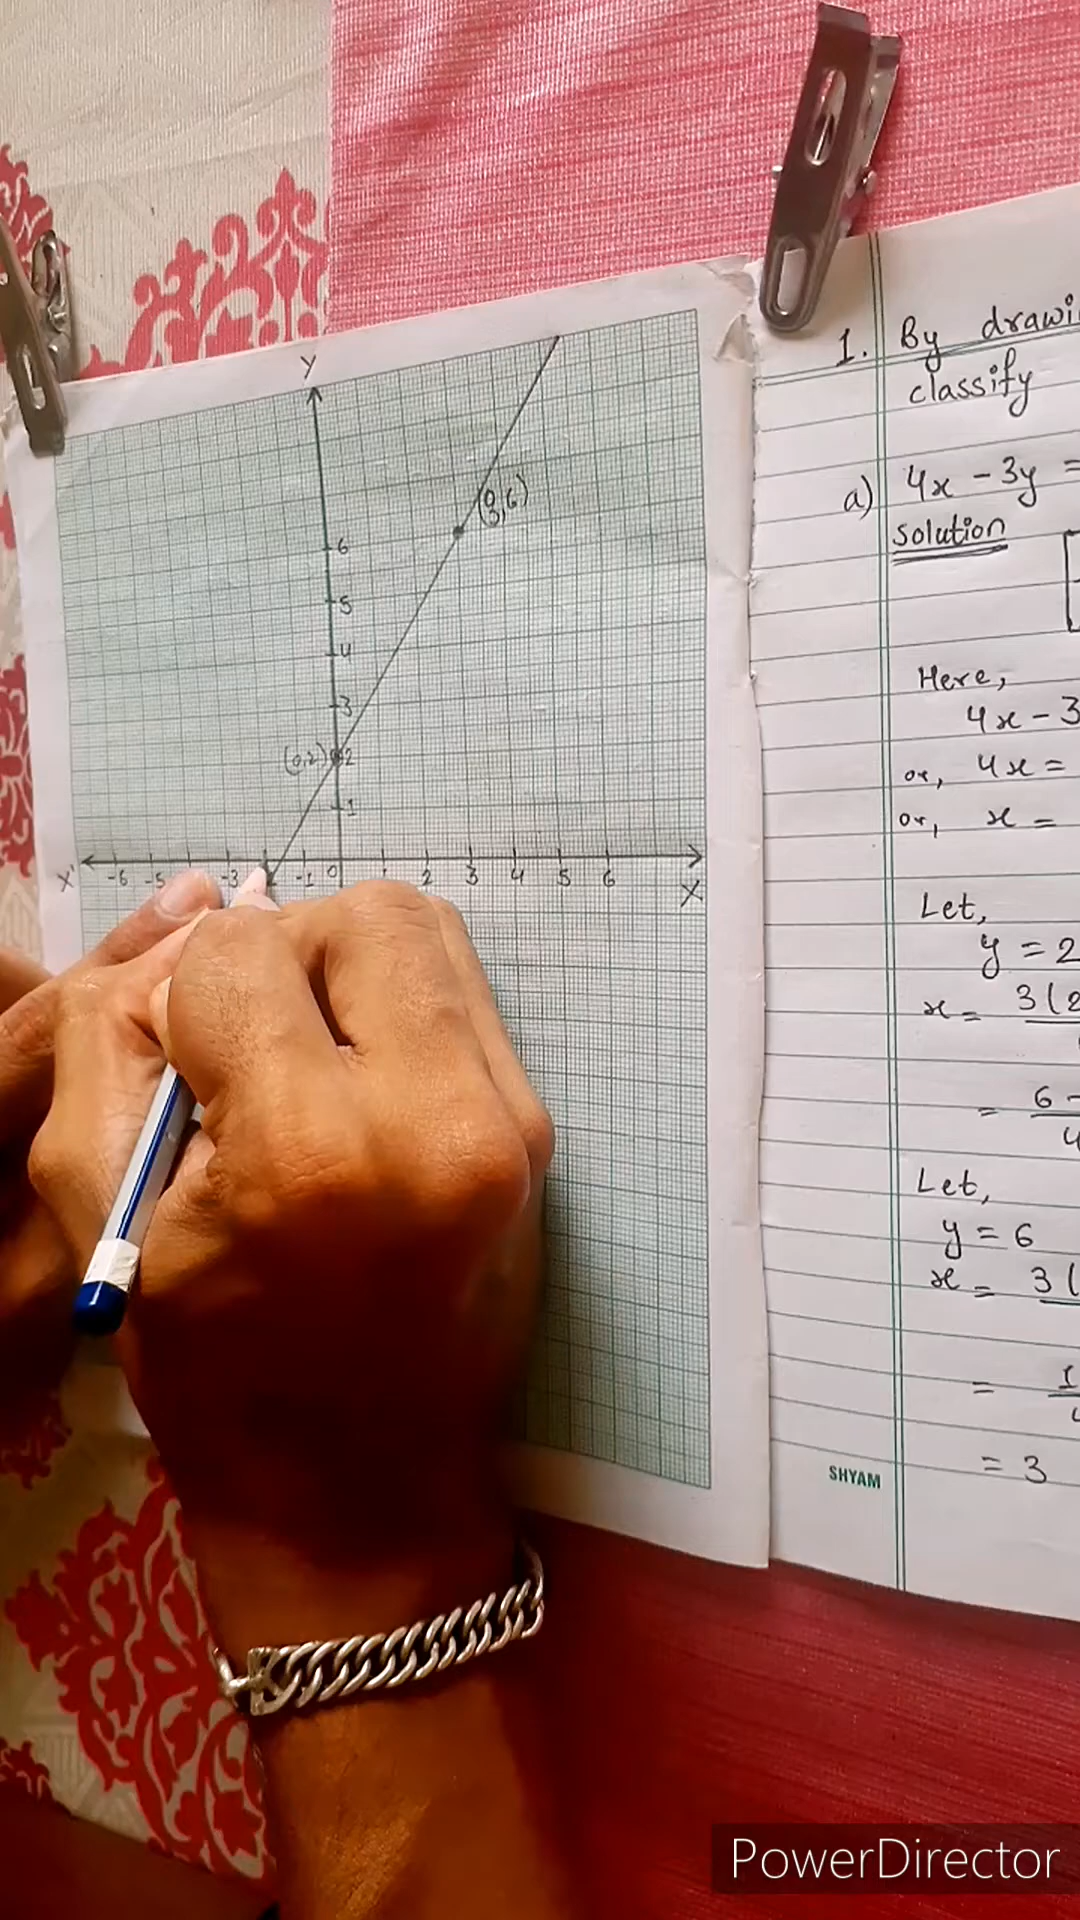 Y
(3,6)
6
5
4
3
(0,2) 2
1
X' -6 -5 -3 -1 0 1 2 3 4 5 6 X
1. By
classify
a) 4x - 3y =
Solution
Here,
4x - 3
or, 4x =
or, x =
Let,
y = 2
x = 3(2
= 6 -
4
Let,
y = 6
x = 3(
=
= 3
SHYAM
PowerDirector